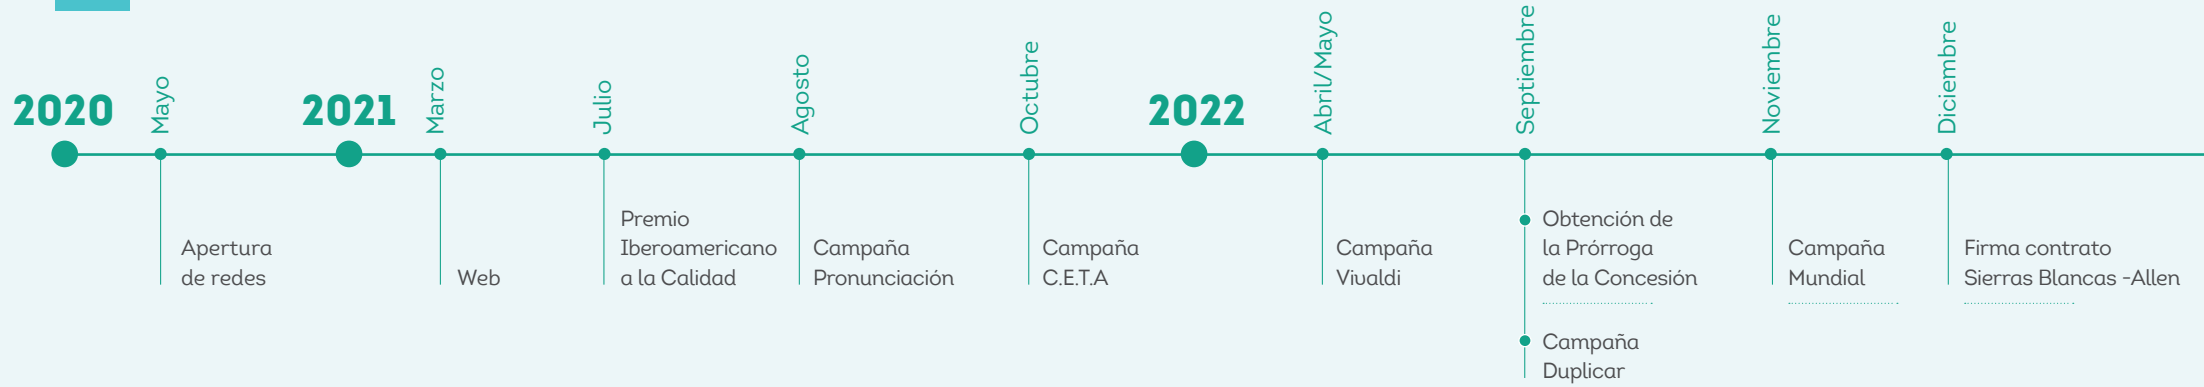 2020
Mayo
Apertura
de redes
2021
Marzo
Web
Julio
Premio
Iberoamericano
a la Calidad
Agosto
Campaña
Pronunciación
Octubre
Campaña
C.E.T.A
2022
Abril/Mayo
Campaña
Vivaldi
Septiembre
Obtención de
la Prórroga
de la Concesión
Campaña
Duplicar
Noviembre
Campaña
Mundial
Diciembre
Firma contrato
Sierras Blancas -Allen